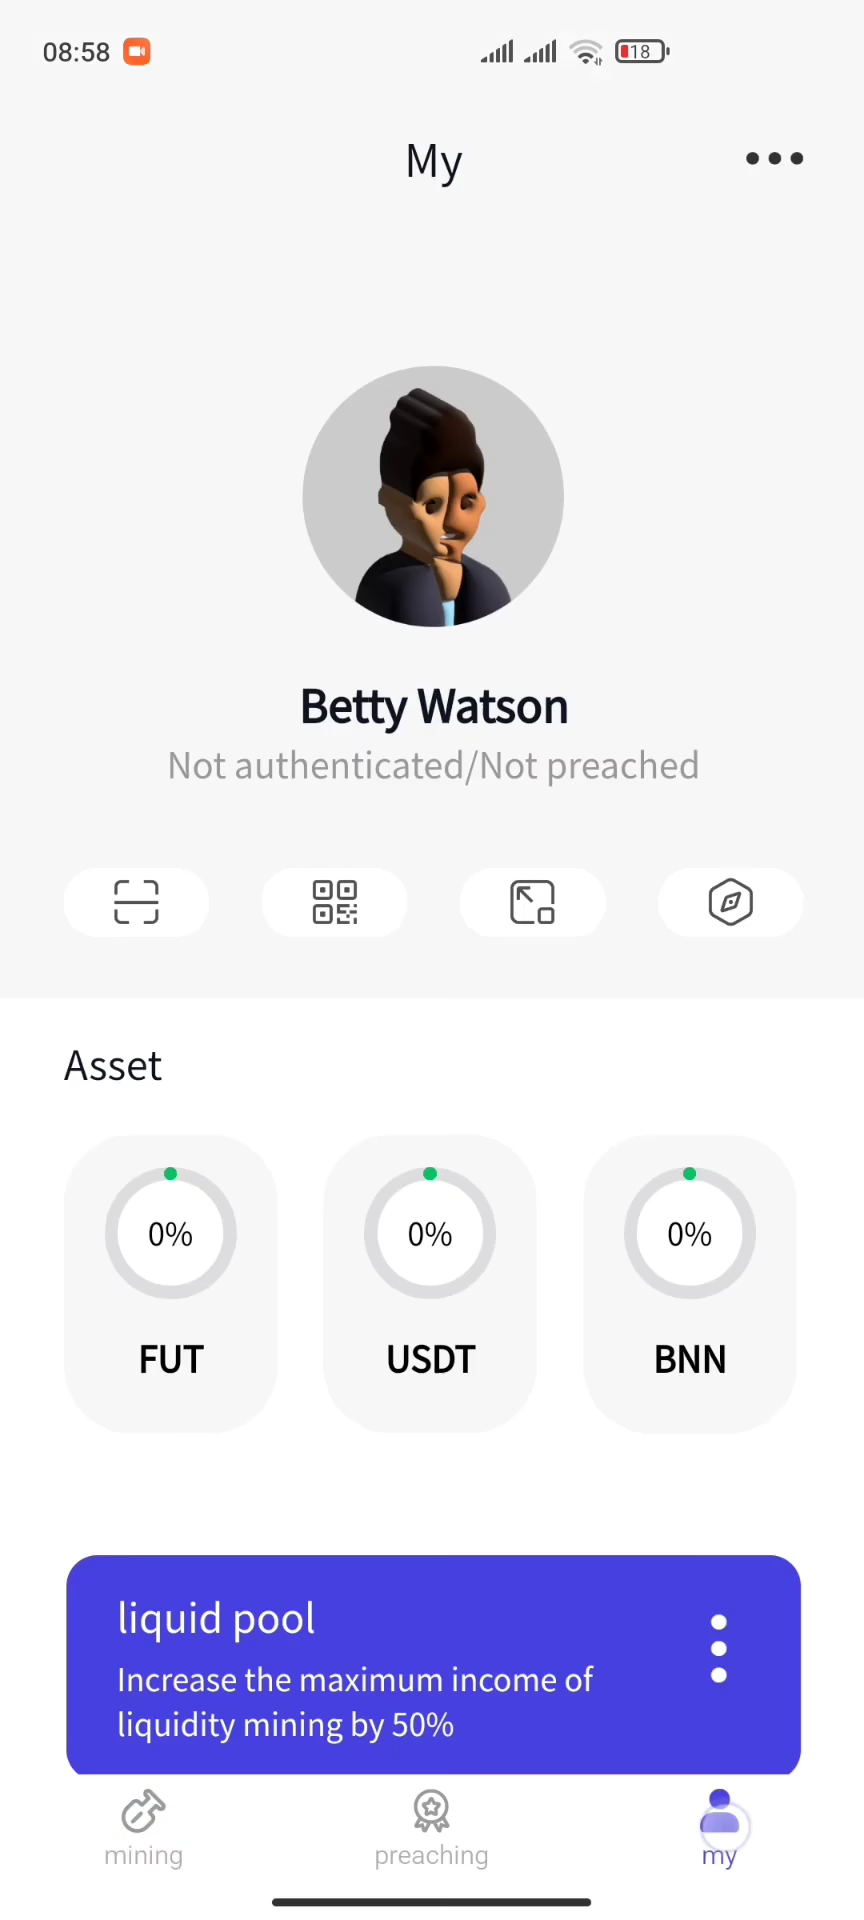 08:58
18
My
Betty Watson
Not authenticated/Not preached
Asset
0%
0%
0%
FUT
USDT
BNN
liquid pool
Increase the maximum income of
liquidity mining by 50%
mining
preaching
my